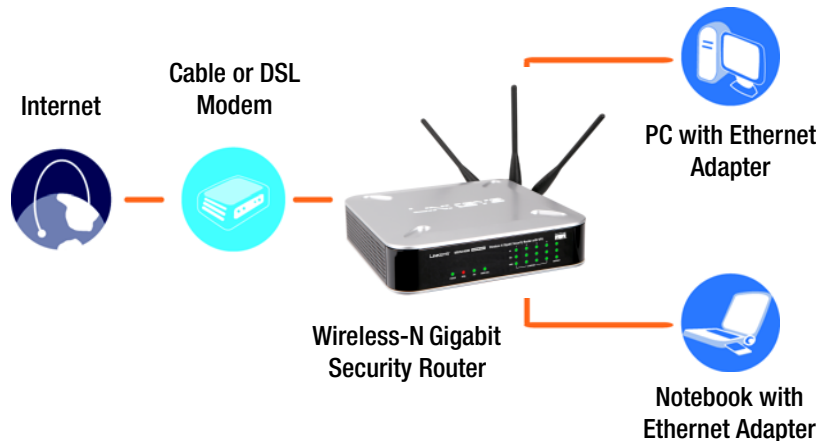 Internet
Cable or DSL
Modem
PC with Ethernet
Adapter
Wireless-N Gigabit
Security Router
Notebook with
Ethernet Adapter